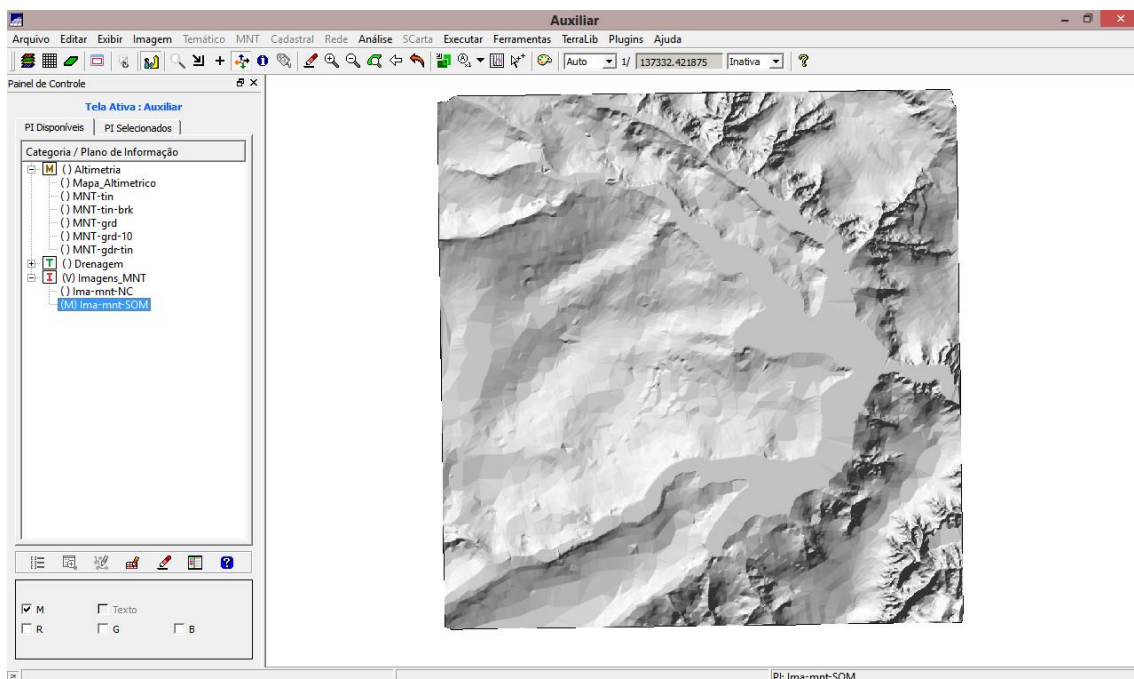 Auxiliar
Arquivo Editar Exibir Imagem Temático MNT Cadastral Rede Análise SCarta Executar Ferramentas TerraLib Plugins Ajuda
Auto 1/ 137332.421875 Inativa
Painel de Controle
Tela Ativa : Auxiliar
PI Disponíveis PI Selecionados
Categoria / Plano de Informação
M () Altimetria
() Mapa_Altimetrico
() MNT-tin
() MNT-tin-brk
() MNT-grd
() MNT-grd-10
() MNT-gdr-tin
T () Drenagem
I (V) Imagens_MNT
() Ima-mnt-NC
(M) Ima-mnt-SOM
M Texto
R G B
PI: Ima-mnt-SOM